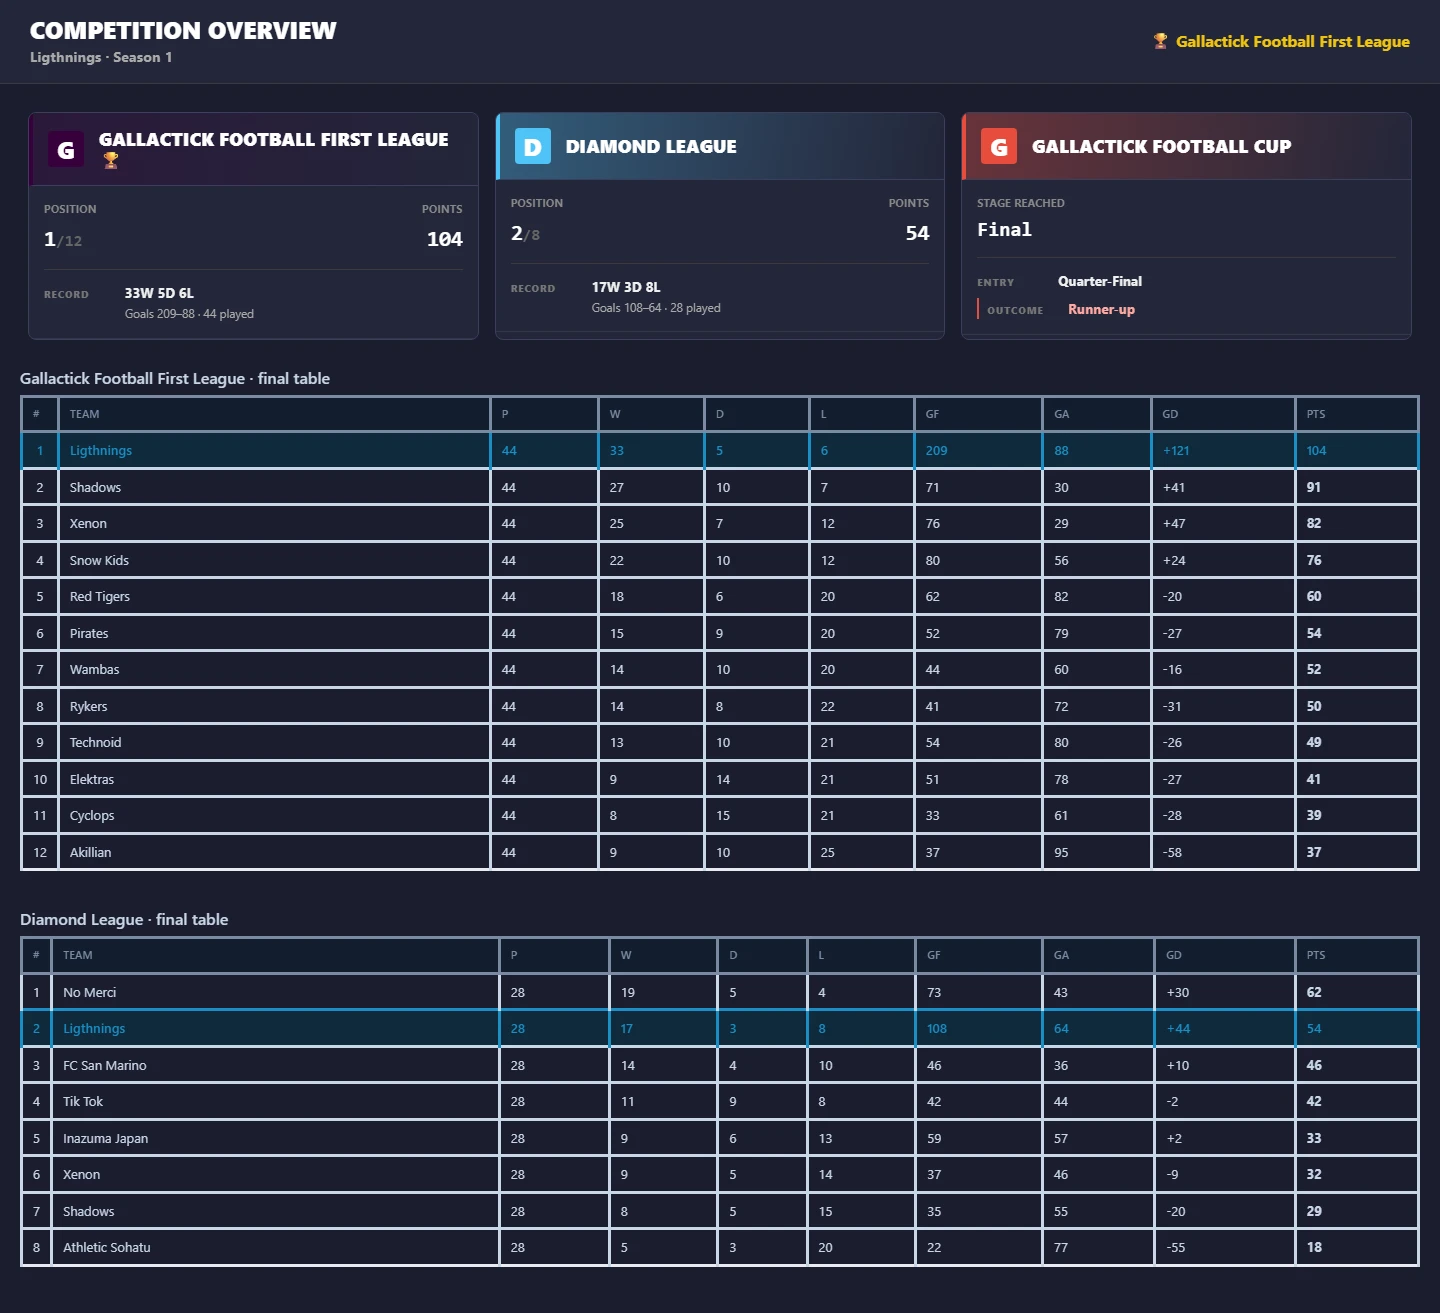 COMPETITION OVERVIEW
Ligthnings · Season 1
🏆 Gallactick Football First League
G
GALLACTICK FOOTBALL FIRST LEAGUE
🏆
POSITION POINTS
1/12 104
RECORD 33W 5D 6L
Goals 209–88 · 44 played
D
DIAMOND LEAGUE
POSITION POINTS
2/8 54
RECORD 17W 3D 8L
Goals 108–64 · 28 played
G
GALLACTICK FOOTBALL CUP
STAGE REACHED
Final
ENTRY Quarter-Final
OUTCOME Runner-up
Gallactick Football First League · final table
# TEAM P W D L GF GA GD PTS
1 Ligthnings 44 33 5 6 209 88 +121 104
2 Shadows 44 27 10 7 71 30 +41 91
3 Xenon 44 25 7 12 76 29 +47 82
4 Snow Kids 44 22 10 12 80 56 +24 76
5 Red Tigers 44 18 6 20 62 82 -20 60
6 Pirates 44 15 9 20 52 79 -27 54
7 Wambas 44 14 10 20 44 60 -16 52
8 Rykers 44 14 8 22 41 72 -31 50
9 Technoid 44 13 10 21 54 80 -26 49
10 Elektras 44 9 14 21 51 78 -27 41
11 Cyclops 44 8 15 21 33 61 -28 39
12 Akillian 44 9 10 25 37 95 -58 37
Diamond League · final table
# TEAM P W D L GF GA GD PTS
1 No Merci 28 19 5 4 73 43 +30 62
2 Ligthnings 28 17 3 8 108 64 +44 54
3 FC San Marino 28 14 4 10 46 36 +10 46
4 Tik Tok 28 11 9 8 42 44 -2 42
5 Inazuma Japan 28 9 6 13 59 57 +2 33
6 Xenon 28 9 5 14 37 46 -9 32
7 Shadows 28 8 5 15 35 55 -20 29
8 Athletic Sohatu 28 5 3 20 22 77 -55 18